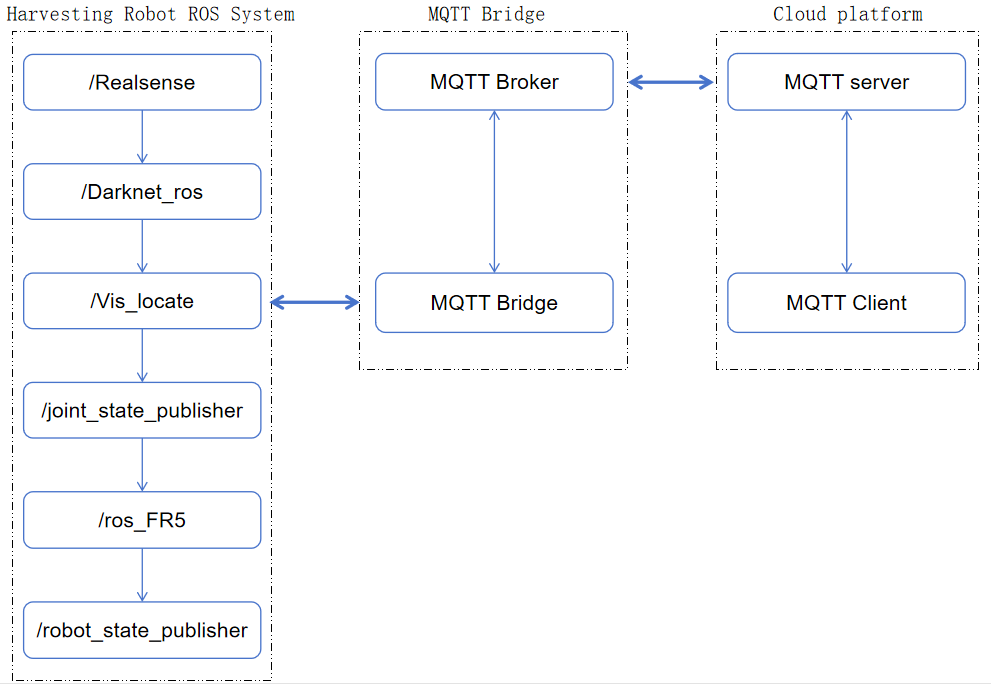 Harvesting Robot ROS System
MQTT Bridge
Cloud platform
/Realsense
MQTT Broker
MQTT server
/Darknet_ros
/Vis_locate
MQTT Bridge
MQTT Client
/joint_state_publisher
/ros_FR5
/robot_state_publisher